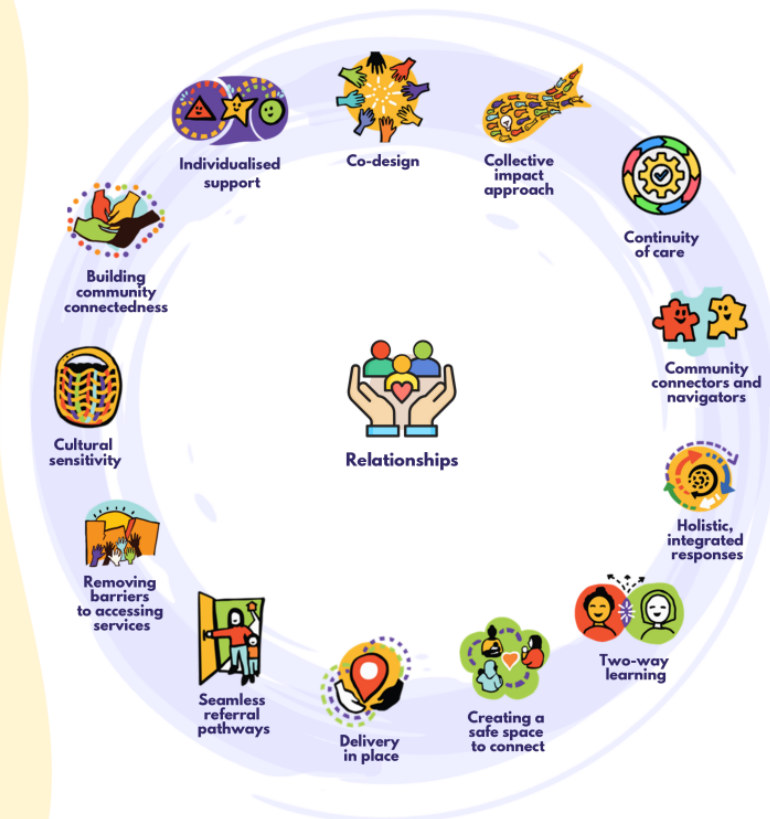 Individualised
support
Co-design
Collective
impact
approach
Continuity
of care
Community
connectors and
navigators
Holistic,
integrated
responses
Two-way
learning
Creating a
safe space
to connect
Delivery
in place
Seamless
referral
pathways
Removing
barriers
to accessing
services
Cultural
sensitivity
Building
community
connectedness
Relationships